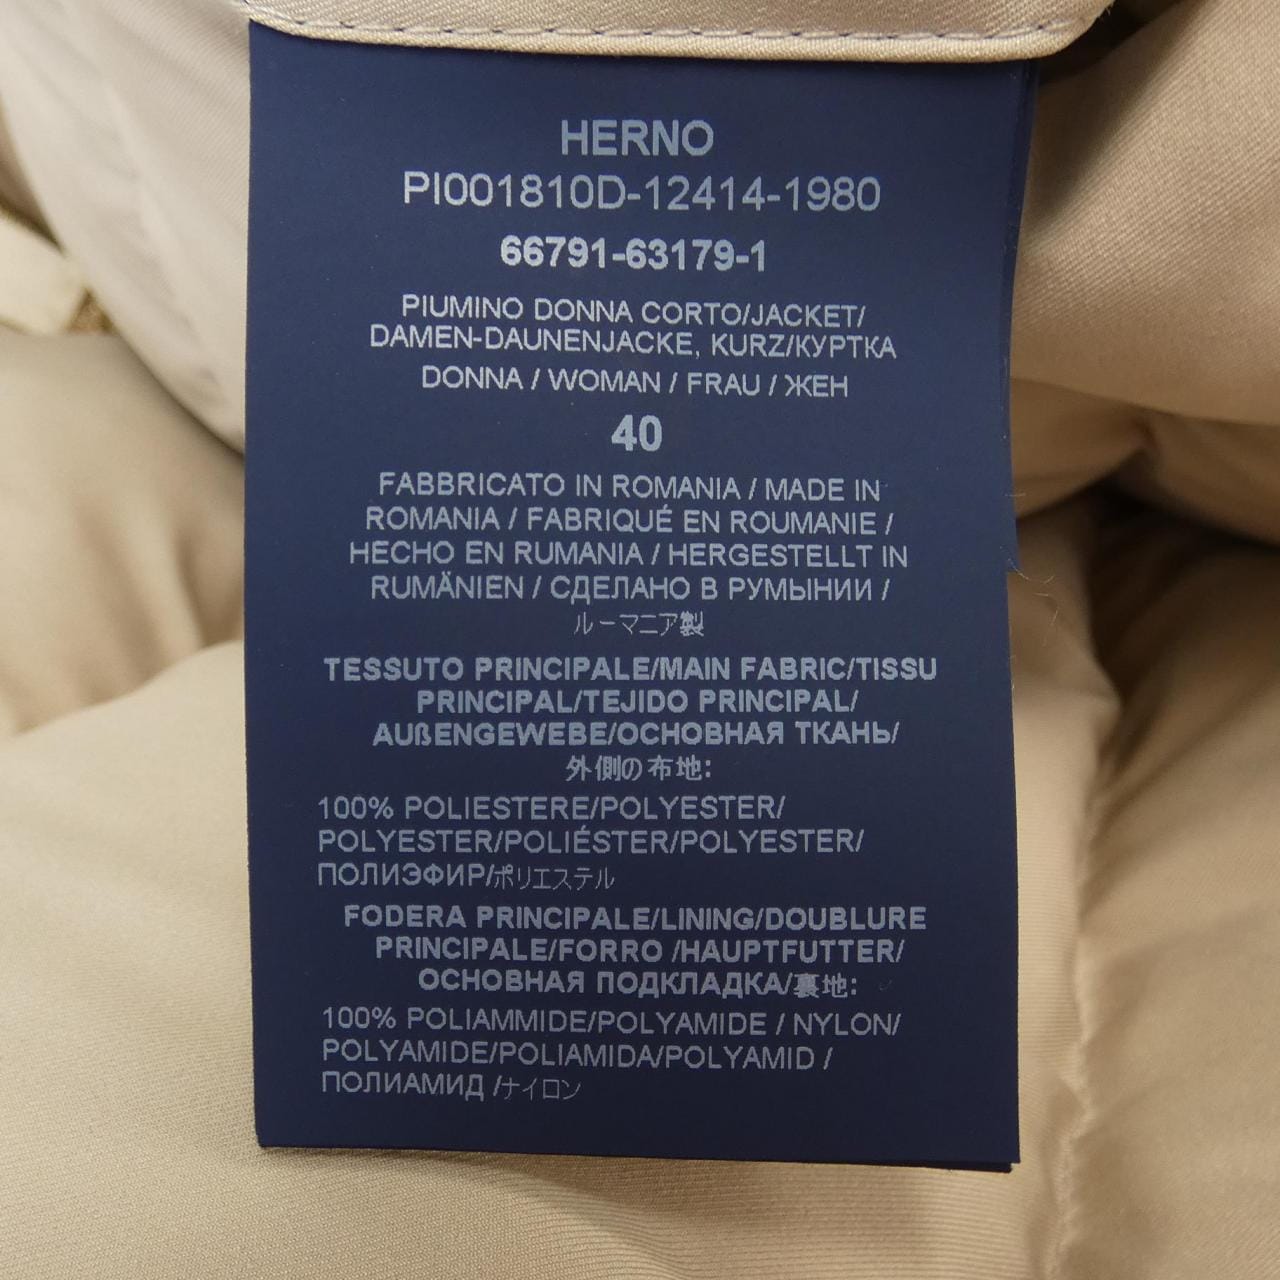 HERNO
PI001810D-12414-1980
66791-63179-1
PIUMINO DONNA CORTO/JACKET/
DAMEN-DAUNENJACKE, KURZ/КУРТКА
DONNA / WOMAN / FRAU / ЖЕН
40
FABBRICATO IN ROMANIA / MADE IN
ROMANIA / FABRIQUÉ EN ROUMANIE /
HECHO EN RUMANIA / HERGESTELLT IN
RUMÄNIEN / СДЕЛАНО В РУМЫНИИ /
ルーマニア製
TESSUTO PRINCIPALE/MAIN FABRIC/TISSU
PRINCIPAL/TEJIDO PRINCIPAL/
AUßENGEWEBE/ОСНОВНАЯ ТКАНЬ/
外側の布地:
100% POLIESTERE/POLYESTER/
POLYESTER/POLIÉSTER/POLYESTER/
ПОЛИЭФИР/ポリエステル
FODERA PRINCIPALE/LINING/DOUBLURE
PRINCIPALE/FORRO /HAUPTFUTTER/
ОСНОВНАЯ ПОДКЛАДКА/裏地:
100% POLIAMMIDE/POLYAMIDE / NYLON/
POLYAMIDE/POLIAMIDA/POLYAMID /
ПОЛИАМИД /ナイロン